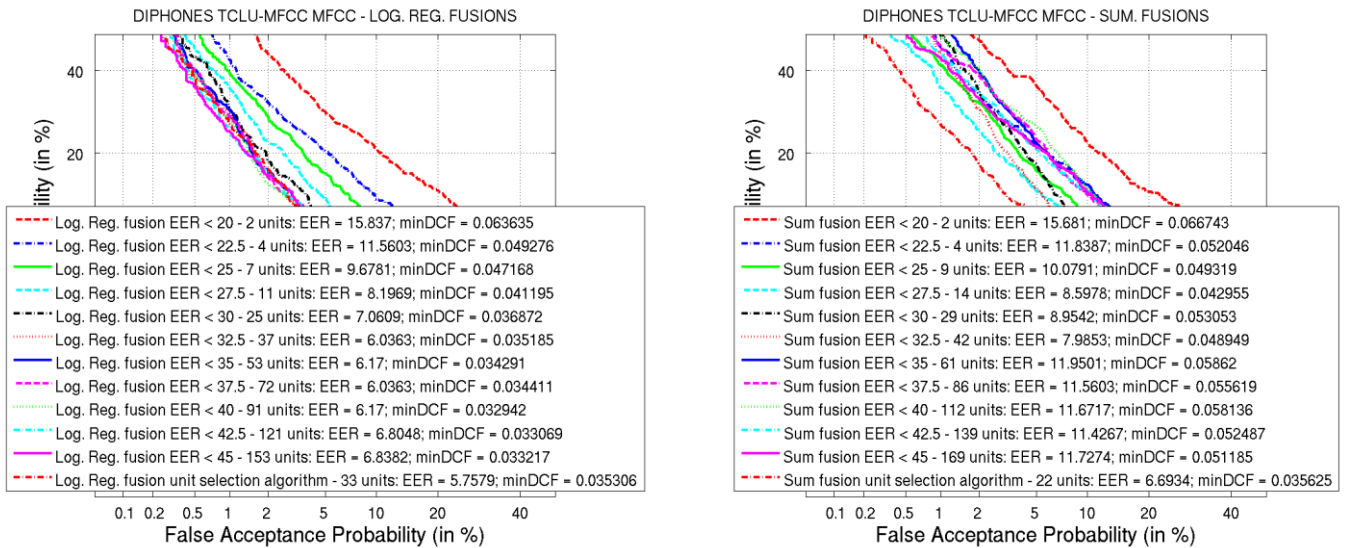 DIPHONES TCLU-MFCC MFCC - LOG. REG. FUSIONS
40
20
ility (in %)
Log. Reg. fusion EER < 20 - 2 units: EER = 15.837; minDCF = 0.063635
Log. Reg. fusion EER < 22.5 - 4 units: EER = 11.5603; minDCF = 0.049276
Log. Reg. fusion EER < 25 - 7 units: EER = 9.6781; minDCF = 0.047168
Log. Reg. fusion EER < 27.5 - 11 units: EER = 8.1969; minDCF = 0.041195
Log. Reg. fusion EER < 30 - 25 units: EER = 7.0609; minDCF = 0.036872
Log. Reg. fusion EER < 32.5 - 37 units: EER = 6.0363; minDCF = 0.035185
Log. Reg. fusion EER < 35 - 53 units: EER = 6.17; minDCF = 0.034291
Log. Reg. fusion EER < 37.5 - 72 units: EER = 6.0363; minDCF = 0.034411
Log. Reg. fusion EER < 40 - 91 units: EER = 6.17; minDCF = 0.032942
Log. Reg. fusion EER < 42.5 - 121 units: EER = 6.8048; minDCF = 0.033069
Log. Reg. fusion EER < 45 - 153 units: EER = 6.8382; minDCF = 0.033217
Log. Reg. fusion unit selection algorithm - 33 units: EER = 5.7579; minDCF = 0.035306
0.1 0.2 0.5 1 2 5 10 20 40
False Acceptance Probability (in %)
DIPHONES TCLU-MFCC MFCC - SUM. FUSIONS
40
20
ility (in %)
Sum fusion EER < 20 - 2 units: EER = 15.681; minDCF = 0.066743
Sum fusion EER < 22.5 - 4 units: EER = 11.8387; minDCF = 0.052046
Sum fusion EER < 25 - 9 units: EER = 10.0791; minDCF = 0.049319
Sum fusion EER < 27.5 - 14 units: EER = 8.5978; minDCF = 0.042955
Sum fusion EER < 30 - 29 units: EER = 8.9542; minDCF = 0.053053
Sum fusion EER < 32.5 - 42 units: EER = 7.9853; minDCF = 0.048949
Sum fusion EER < 35 - 61 units: EER = 11.9501; minDCF = 0.05862
Sum fusion EER < 37.5 - 86 units: EER = 11.5603; minDCF = 0.055619
Sum fusion EER < 40 - 112 units: EER = 11.6717; minDCF = 0.058136
Sum fusion EER < 42.5 - 139 units: EER = 11.4267; minDCF = 0.052487
Sum fusion EER < 45 - 169 units: EER = 11.7274; minDCF = 0.051185
Sum fusion unit selection algorithm - 22 units: EER = 6.6934; minDCF = 0.035625
0.1 0.2 0.5 1 2 5 10 20 40
False Acceptance Probability (in %)